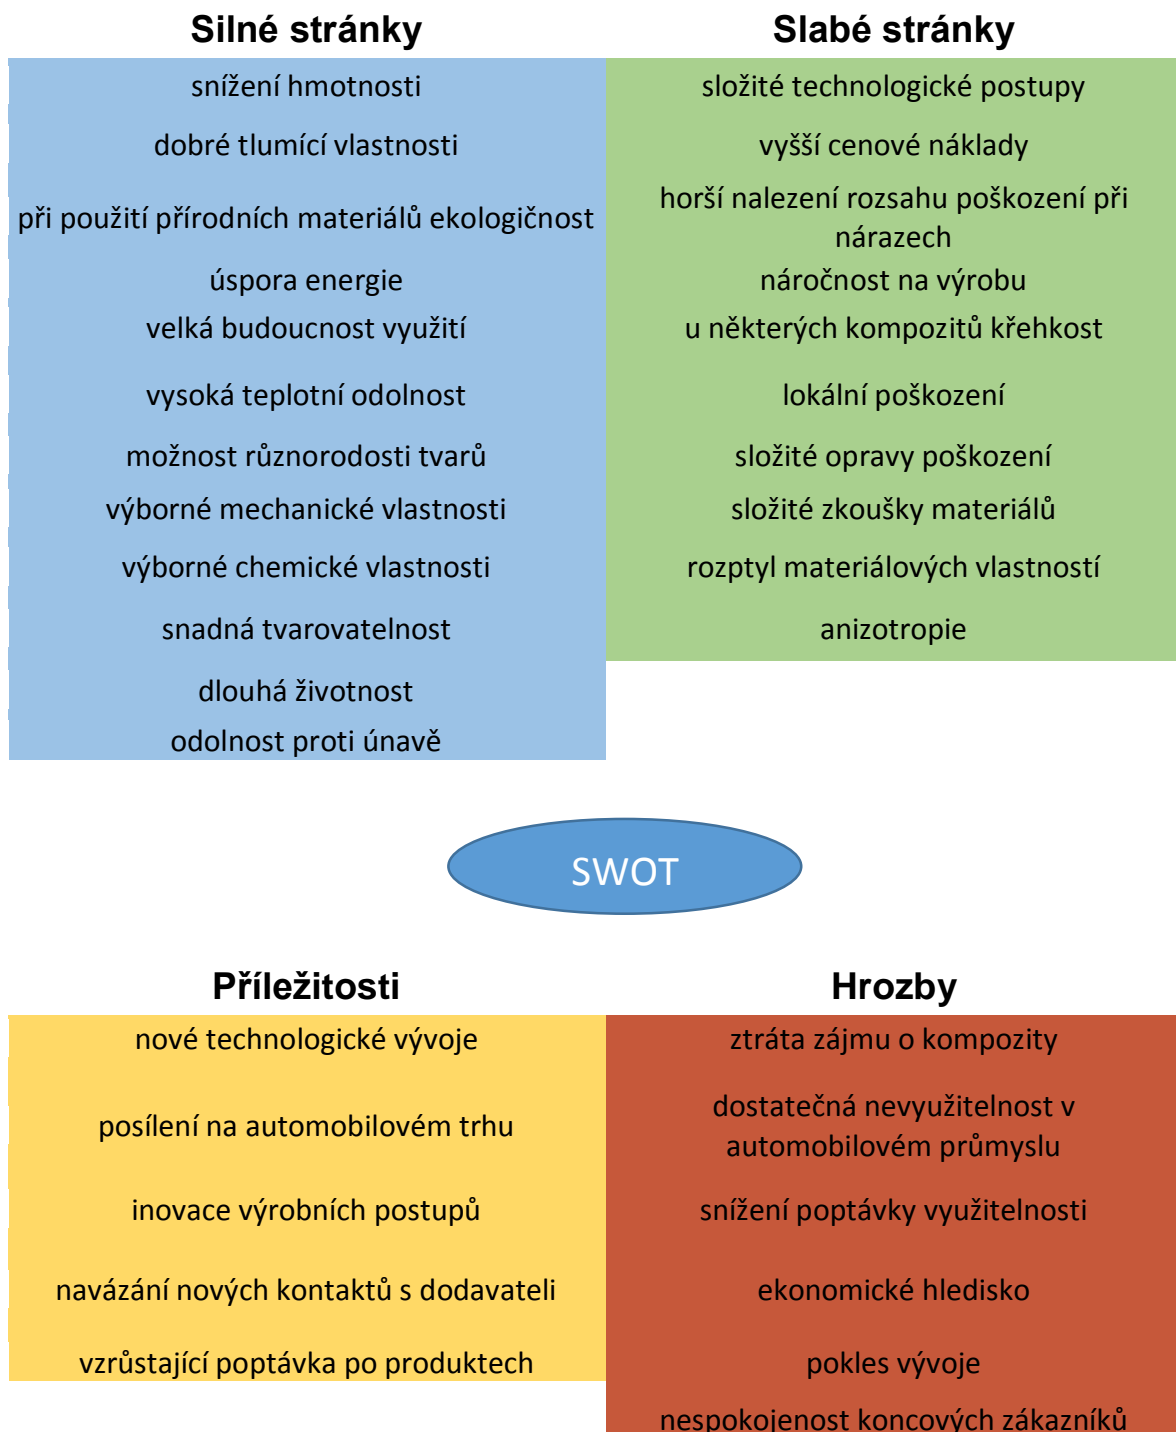 Silné stránky
snížení hmotnosti
dobré tlumící vlastnosti
při použití přírodních materiálů ekologičnost
úspora energie
velká budoucnost využití
vysoká teplotní odolnost
možnost různorodosti tvarů
výborné mechanické vlastnosti
výborné chemické vlastnosti
snadná tvarovatelnost
dlouhá životnost
odolnost proti únavě
Slabé stránky
složité technologické postupy
vyšší cenové náklady
horší nalezení rozsahu poškození při
nárazech
náročnost na výrobu
u některých kompozitů křehkost
lokální poškození
složité opravy poškození
složité zkoušky materiálů
rozptyl materiálových vlastností
anizotropie
SWOT
Příležitosti
nové technologické vývoje
posílení na automobilovém trhu
inovace výrobních postupů
navázání nových kontaktů s dodavateli
vzrůstající poptávka po produktech
Hrozby
ztráta zájmu o kompozity
dostatečná nevyužitelnost v
automobilovém průmyslu
snížení poptávky využitelnosti
ekonomické hledisko
pokles vývoje
nespokojenost koncových zákazníků